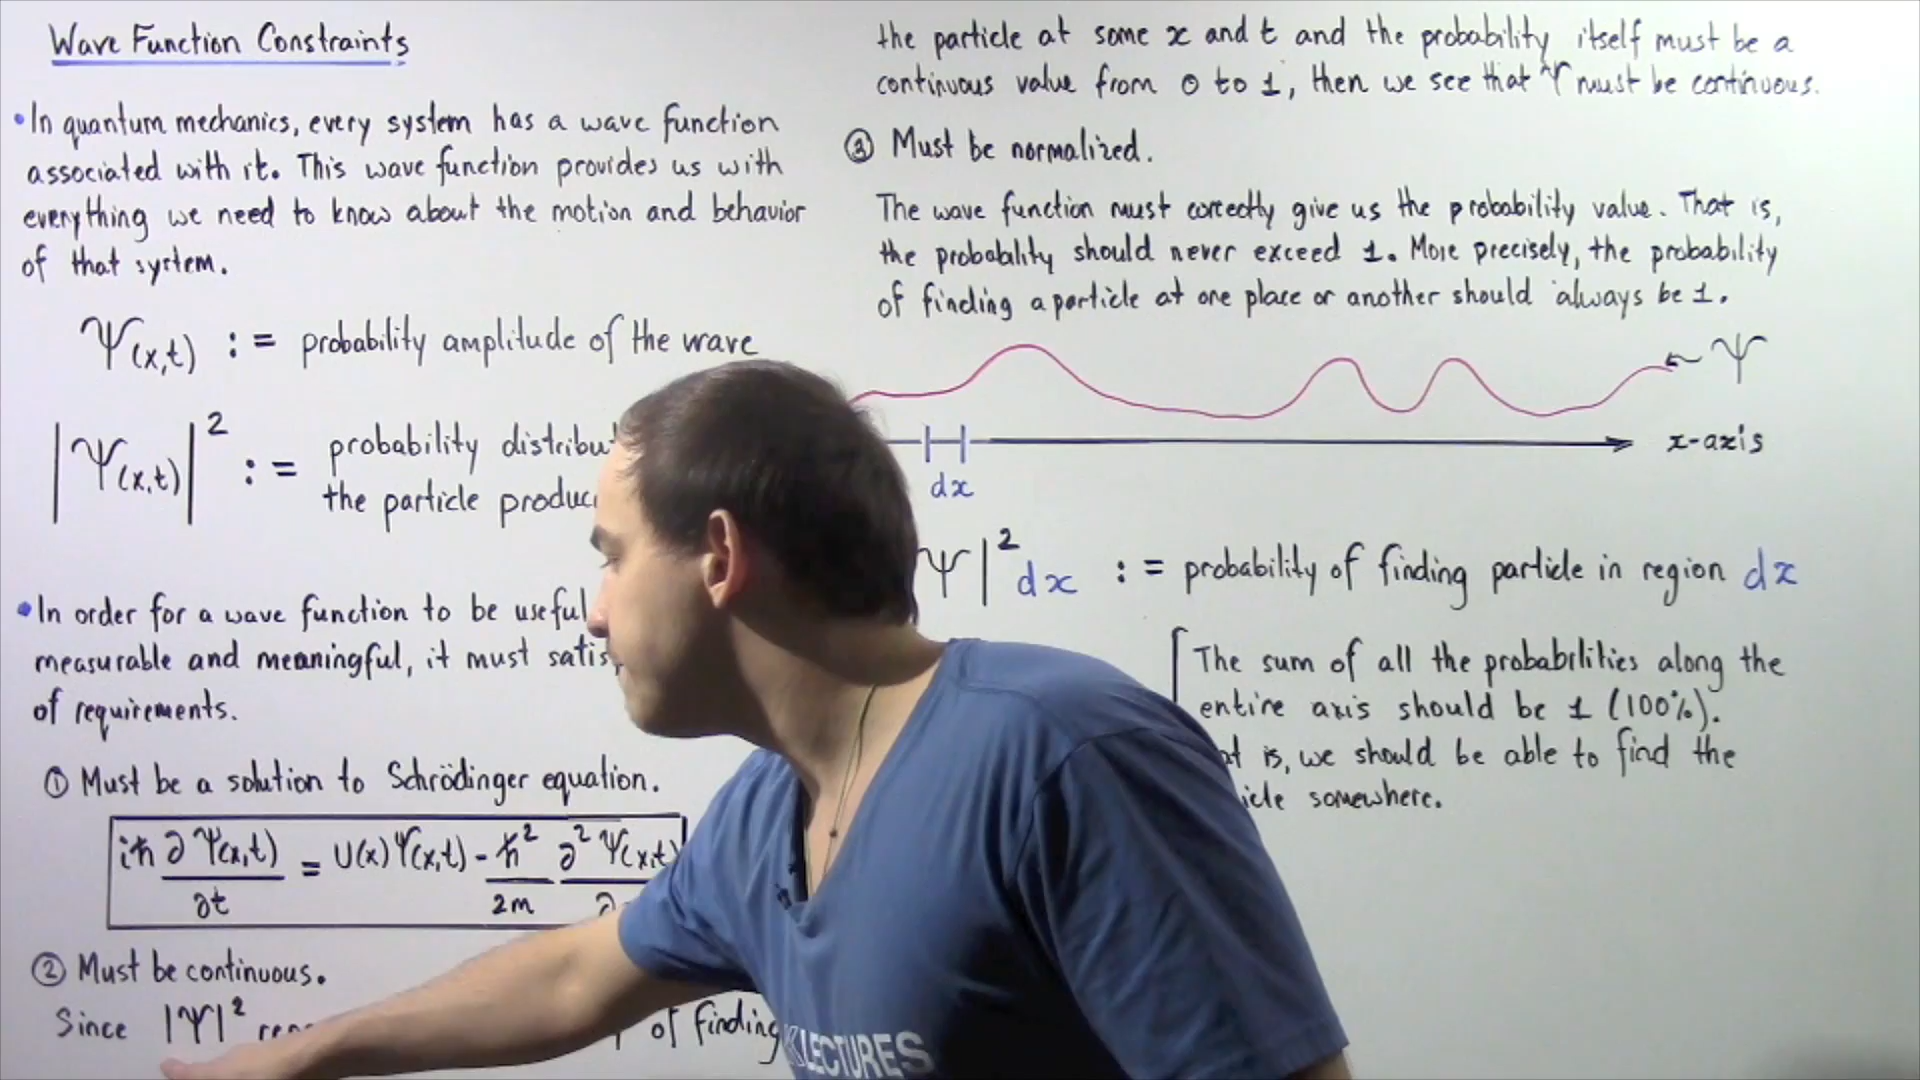 Wave Function Constraints
• In quantum mechanics, every system has a wave function
associated with it. This wave function provides us with
everything we need to know about the motion and behavior
of that system.
Ψ(x,t) := probability amplitude of the wave
|Ψ(x,t)|² := probability
the particle
• In order for a wave function to be useful
measurable and meaningful, it must
of requirements.
① Must be a solution to Schrödinger equation.
iħ ∂Ψ(x,t)/∂t = U(x)Ψ(x,t) - ħ²/2m ∂²Ψ(x,t)
② Must be continuous.
Since |Ψ|² of finding
the particle at some x and t and the probability itself must be a
continuous value from 0 to 1, then we see that Ψ must be continuous.
③ Must be normalized.
The wave function must correctly give us the probability value. That is,
the probability should never exceed 1. More precisely, the probability
of finding a particle at one place or another should always be 1.
← Ψ
x-axis
dx
Ψ|² dx := probability of finding particle in region dx
The sum of all the probabilities along the
entire axis should be 1 (100%).
is, we should be able to find the
somewhere.
LECTURES